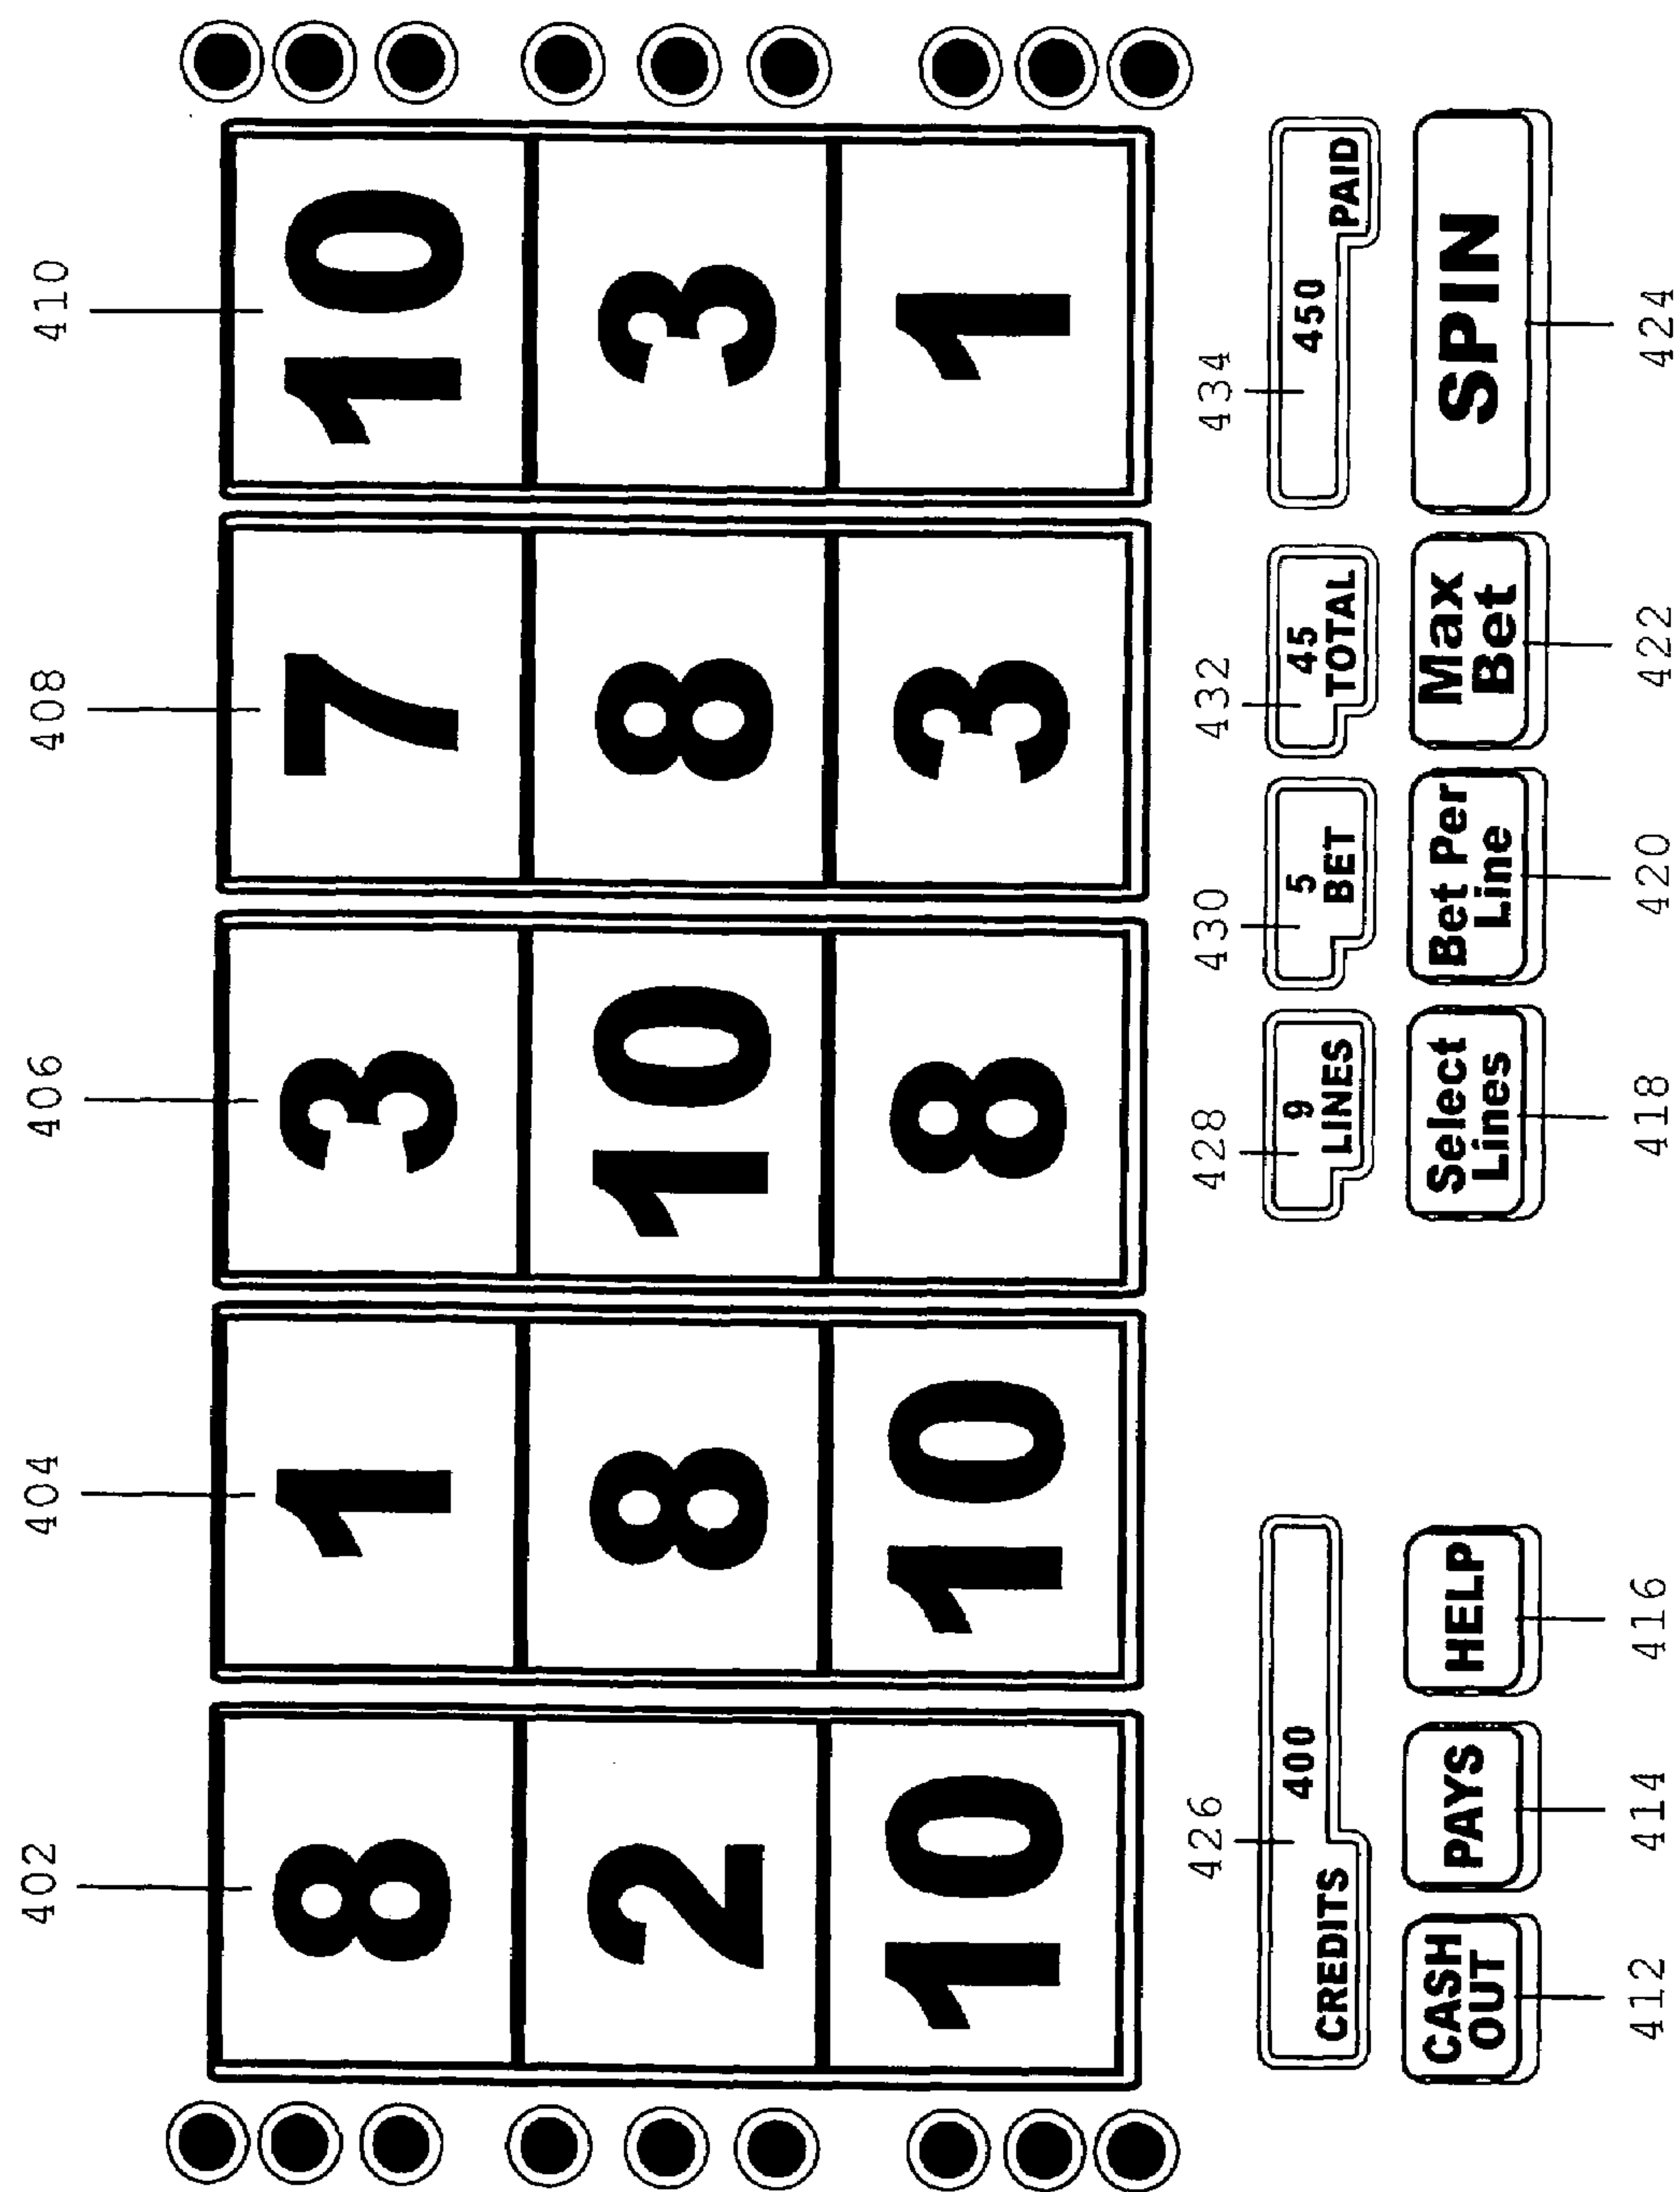 402 404 406 408 410
8 1 3 7 10
2 8 10 8 3
10 10 8 3 1
426 428 430 432 434
400 9 5 45 450
CREDITS LINES BET TOTAL PAID
CASH OUT
PAYS
HELP
Select Lines
Bet Per Line
Max Bet
SPIN
412 414 416 418 420 422 424